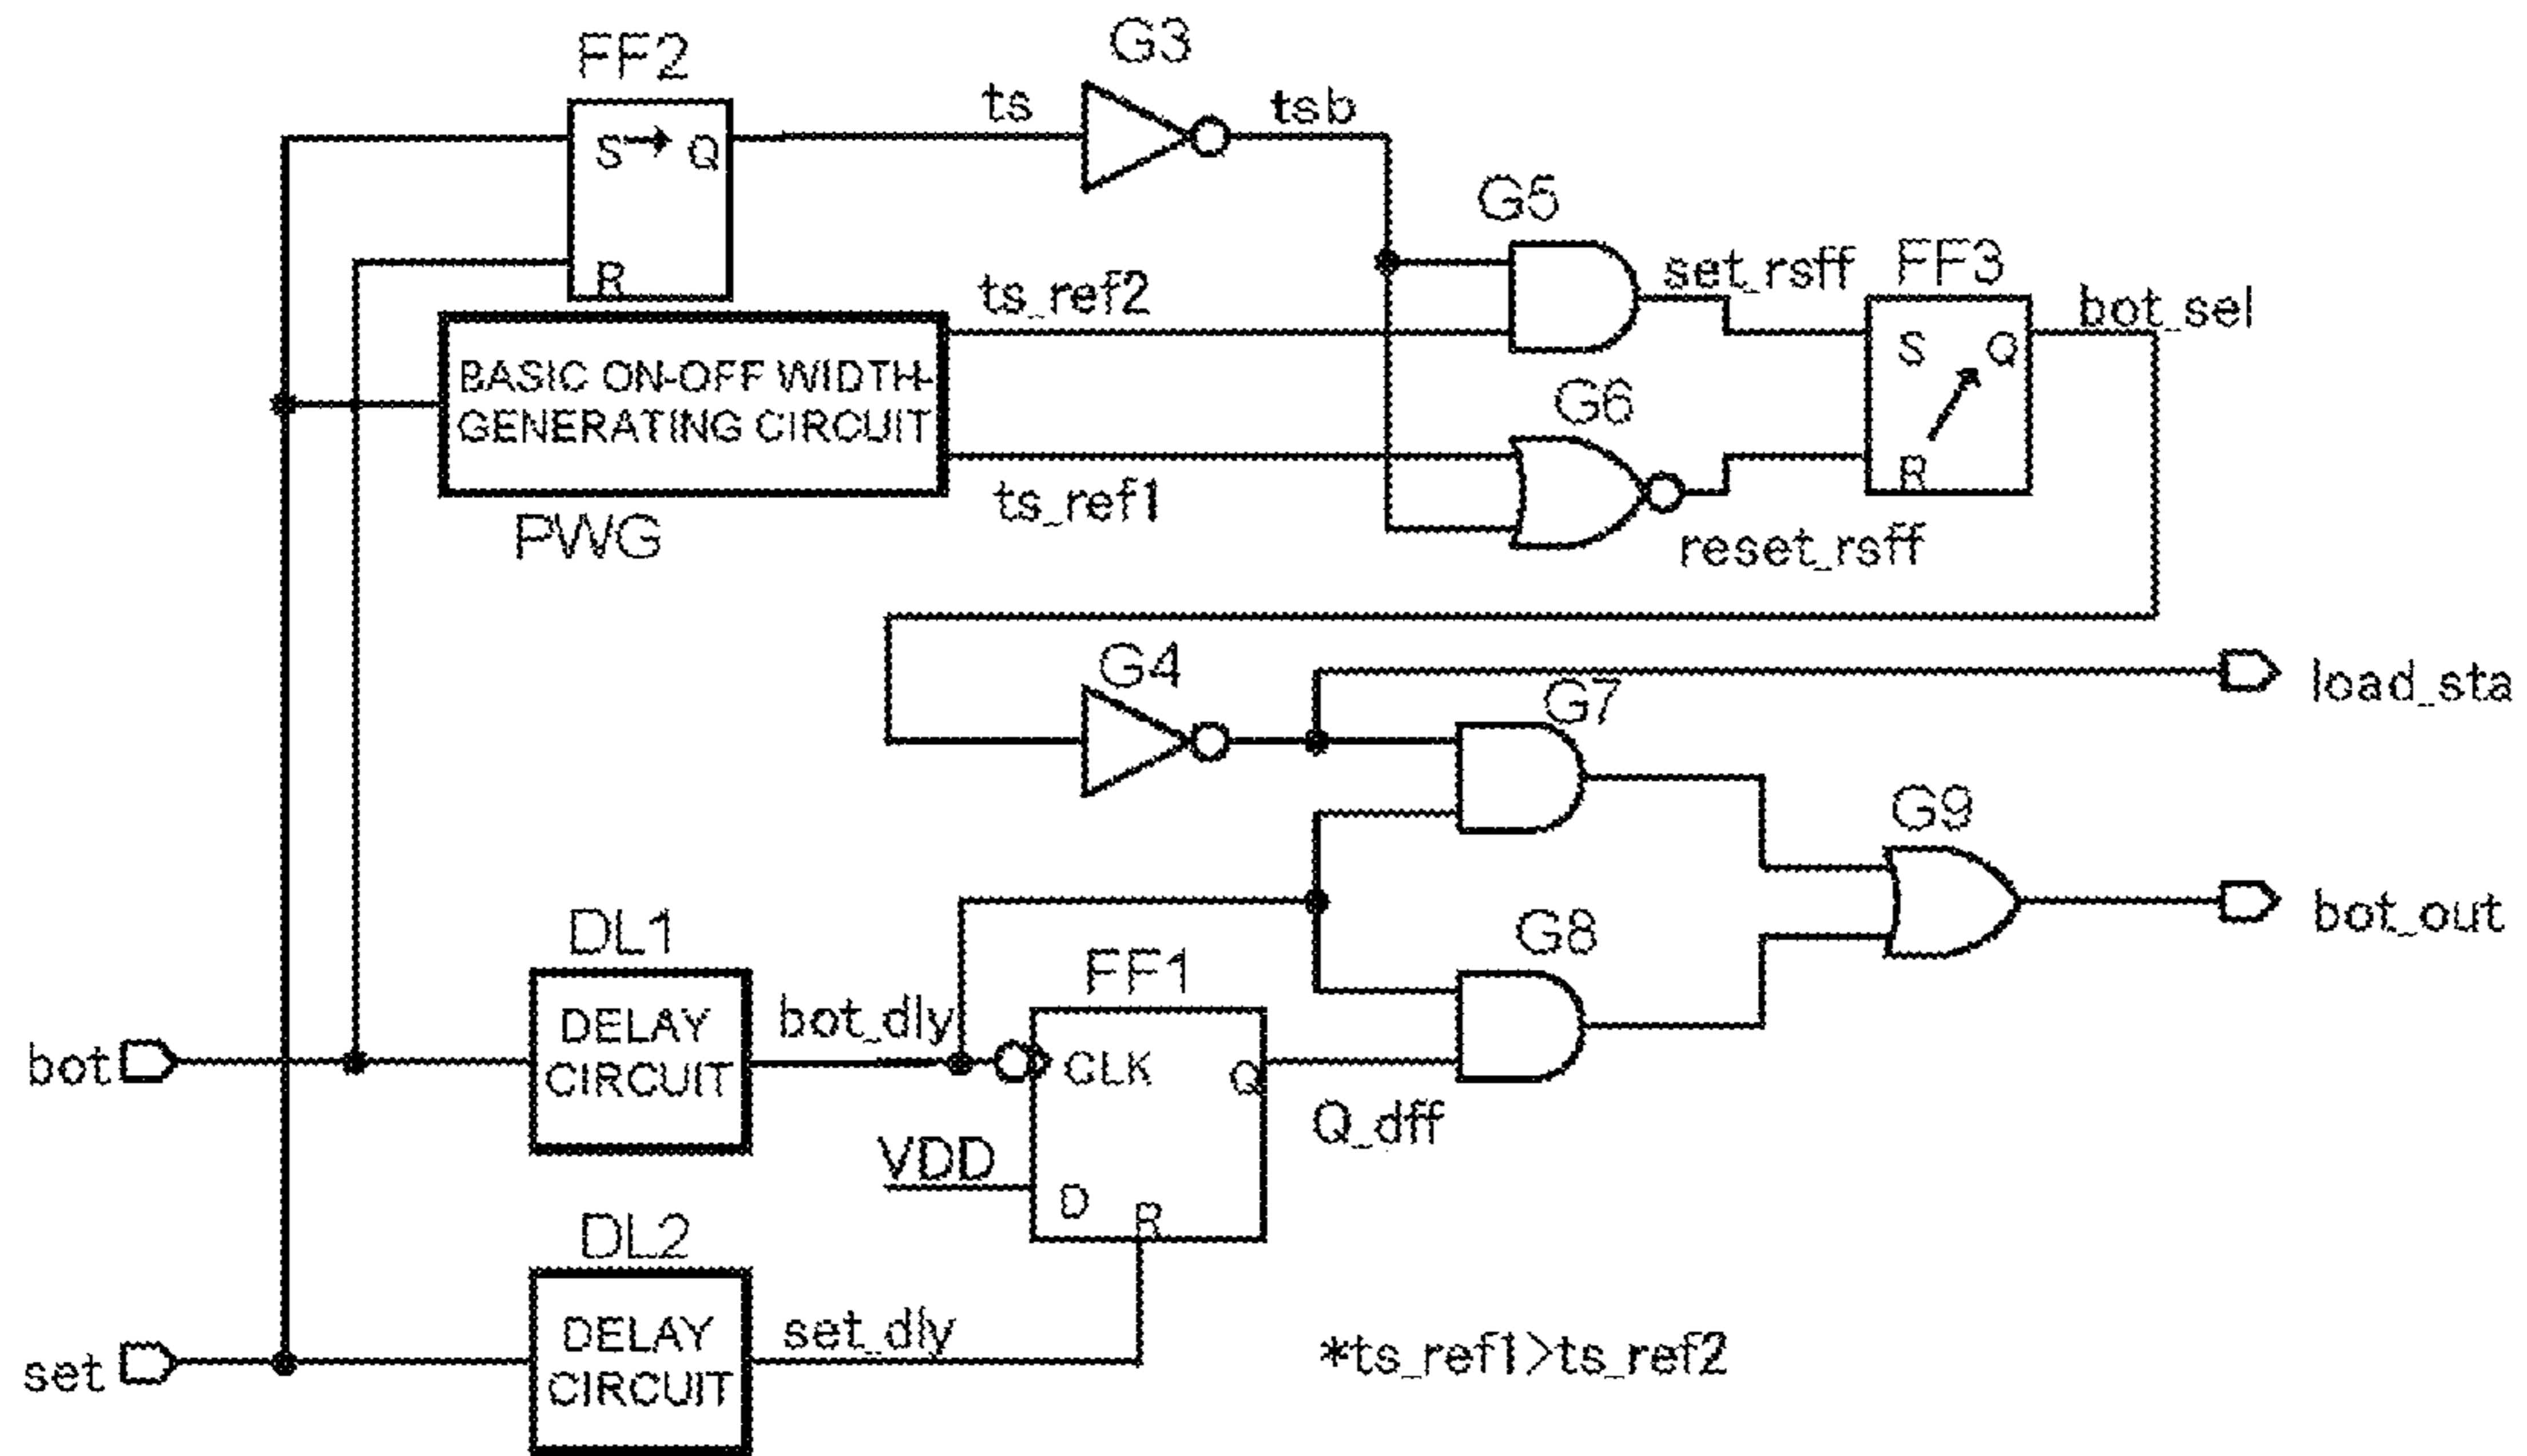 G3
FF2
ts
tsb
S
Q
G5
R
set_rsff
FF3
ts_ref2
bot_sel
BASIC ON-OFF WIDTH-
GENERATING CIRCUIT
S
Q
G6
R
ts_ref1
PWG
reset_rsff
G4
load_sta
G7
G9
DL1
G8
bot_out
FF1
DELAY
CIRCUIT
bot_dly
bot
CLK
Q
Q_dff
VDD
D
R
DL2
DELAY
CIRCUIT
set_dly
set
*ts_ref1>ts_ref2